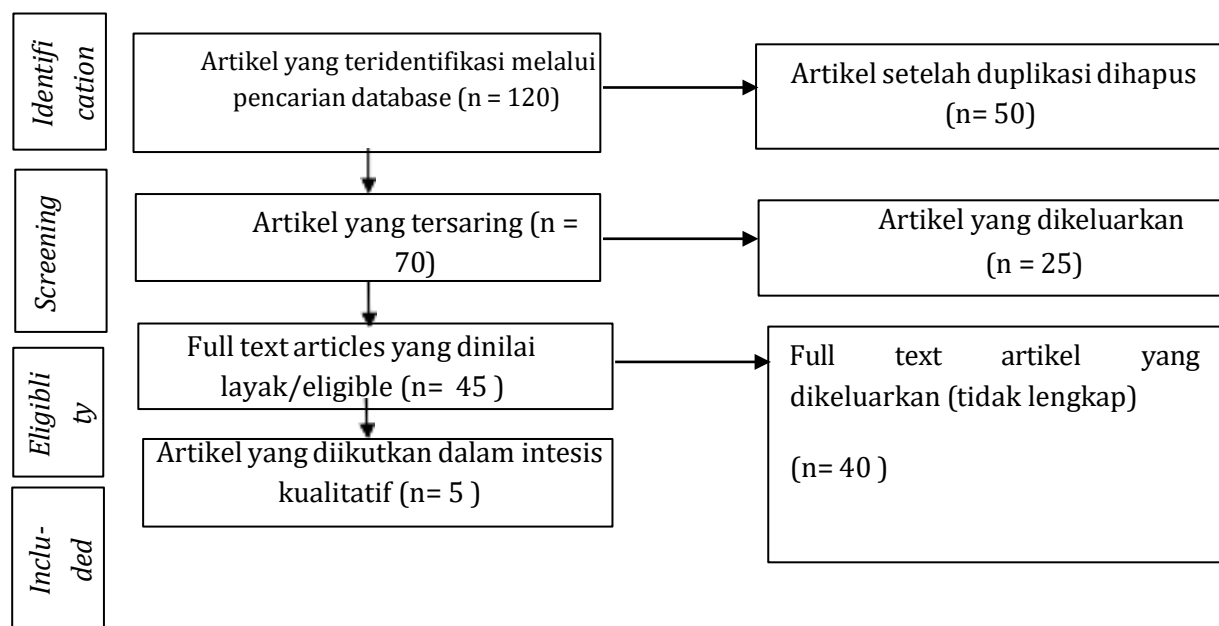 Identifi
cation
Artikel yang teridentifikasi melalui
pencarian database (n = 120)
Artikel setelah duplikasi dihapus
(n= 50)
Screening
Artikel yang tersaring (n =
70)
Artikel yang dikeluarkan
(n = 25)
Eligibli
ty
Full text articles yang dinilai
layak/eligible (n= 45 )
Full text artikel yang
dikeluarkan (tidak lengkap)
(n= 40 )
Inclu-
ded
Artikel yang diikutkan dalam intesis
kualitatif (n= 5 )